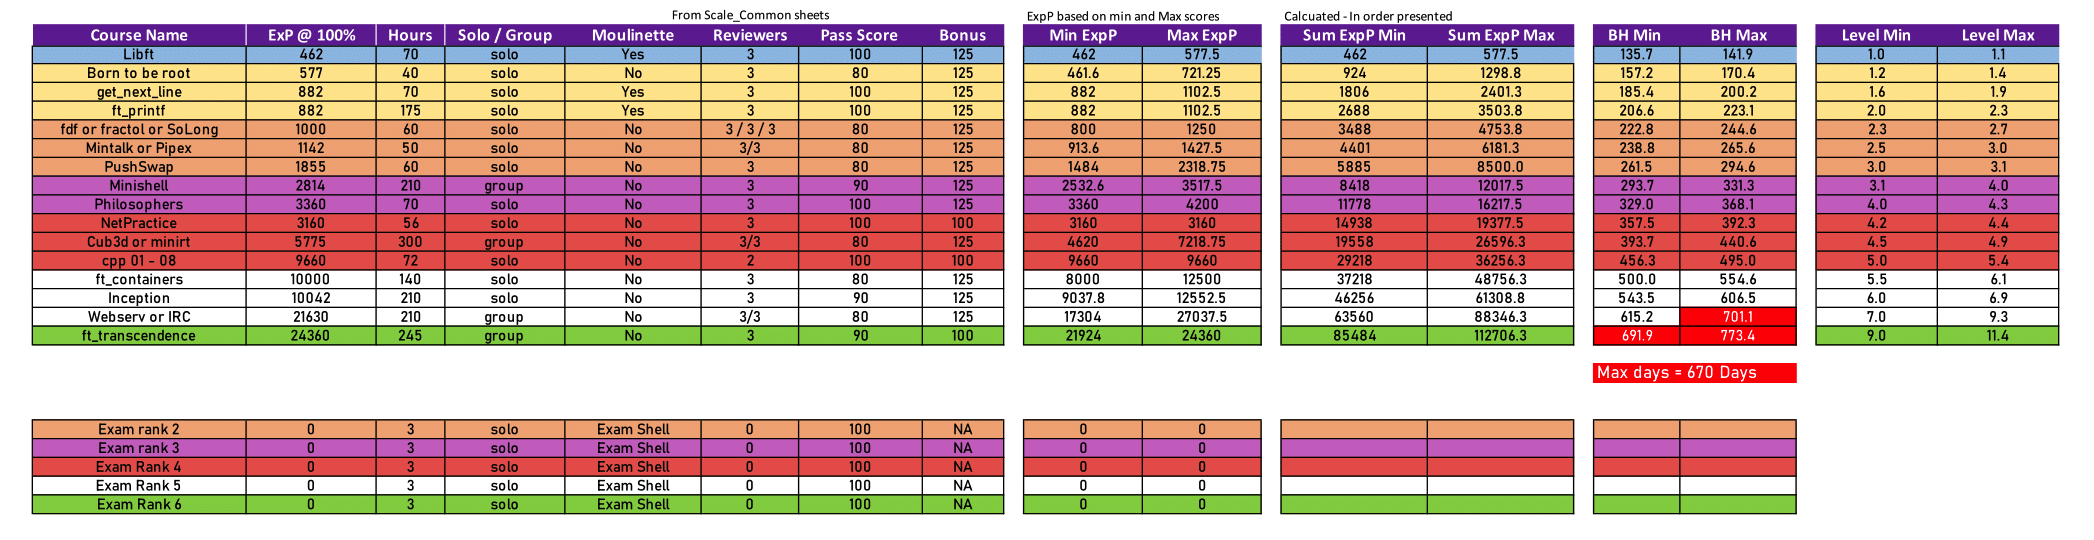 From Scale_Common sheets ExpP based on min and Max scores Calcuated - In order presented
Course Name ExP @ 100% Hours Solo / Group Moulinette Reviewers Pass Score Bonus Min ExpP Max ExpP Sum ExpP Min Sum ExpP Max BH Min BH Max Level Min Level Max
Libft 462 70 solo Yes 3 100 125 462 577.5 462 577.5 135.7 141.9 1.0 1.1
Born to be root 577 40 solo No 3 80 125 461.6 721.25 924 1298.8 157.2 170.4 1.2 1.4
get_next_line 882 70 solo Yes 3 100 125 882 1102.5 1806 2401.3 185.4 200.2 1.6 1.9
ft_printf 882 175 solo Yes 3 100 125 882 1102.5 2688 3503.8 206.6 223.1 2.0 2.3
fdf or fractol or SoLong 1000 60 solo No 3 / 3 / 3 80 125 800 1250 3488 4753.8 222.8 244.6 2.3 2.7
Mintalk or Pipex 1142 50 solo No 3/3 80 125 913.6 1427.5 4401 6181.3 238.8 265.6 2.5 3.0
PushSwap 1855 60 solo No 3 80 125 1484 2318.75 5885 8500.0 261.5 294.6 3.0 3.1
Minishell 2814 210 group No 3 90 125 2532.6 3517.5 8418 12017.5 293.7 331.3 3.1 4.0
Philosophers 3360 70 solo No 3 100 125 3360 4200 11778 16217.5 329.0 368.1 4.0 4.3
NetPractice 3160 56 solo No 3 100 100 3160 3160 14938 19377.5 357.5 392.3 4.2 4.4
Cub3d or minirt 5775 300 group No 3/3 80 125 4620 7218.75 19558 26596.3 393.7 440.6 4.5 4.9
cpp 01 - 08 9660 72 solo No 2 100 100 9660 9660 29218 36256.3 456.3 495.0 5.0 5.4
ft_containers 10000 140 solo No 3 80 125 8000 12500 37218 48756.3 500.0 554.6 5.5 6.1
Inception 10042 210 solo No 3 90 125 9037.8 12552.5 46256 61308.8 543.5 606.5 6.0 6.9
Webserv or IRC 21630 210 group No 3/3 80 125 17304 27037.5 63560 88346.3 615.2 701.1 7.0 9.3
ft_transcendence 24360 245 group No 3 90 100 21924 24360 85484 112706.3 691.9 773.4 9.0 11.4
Max days = 670 Days
Exam rank 2 0 3 solo Exam Shell 0 100 NA 0 0
Exam rank 3 0 3 solo Exam Shell 0 100 NA 0 0
Exam Rank 4 0 3 solo Exam Shell 0 100 NA 0 0
Exam Rank 5 0 3 solo Exam Shell 0 100 NA 0 0
Exam Rank 6 0 3 solo Exam Shell 0 100 NA 0 0